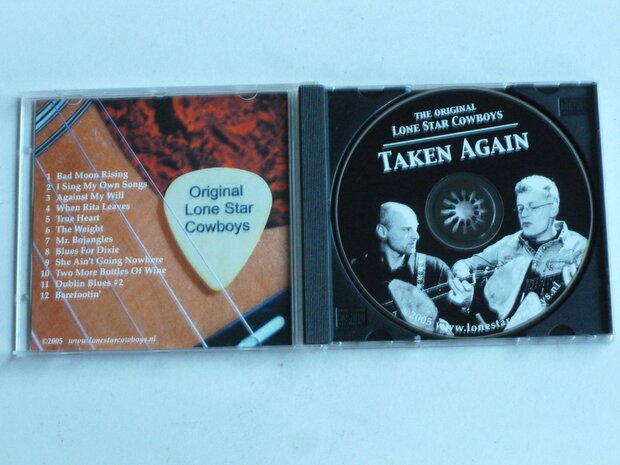 1 Bad Moon Rising
2 I Sing My Own Songs
3 Against My Will
4 When Rita Leaves
5 True Heart
6 The Weight
7 Mr. Bojangles
8 Blues For Dixie
9 She Ain't Going Nowhere
10 Two More Bottles Of Wine
11 Dublin Blues #2
12 Barefootin'
©2005 www.lonestarcowboys.nl
Original
Lone Star
Cowboys
THE ORIGINAL
LONE STAR COWBOYS
TAKEN AGAIN
2005 www.lonestarcowboys.nl